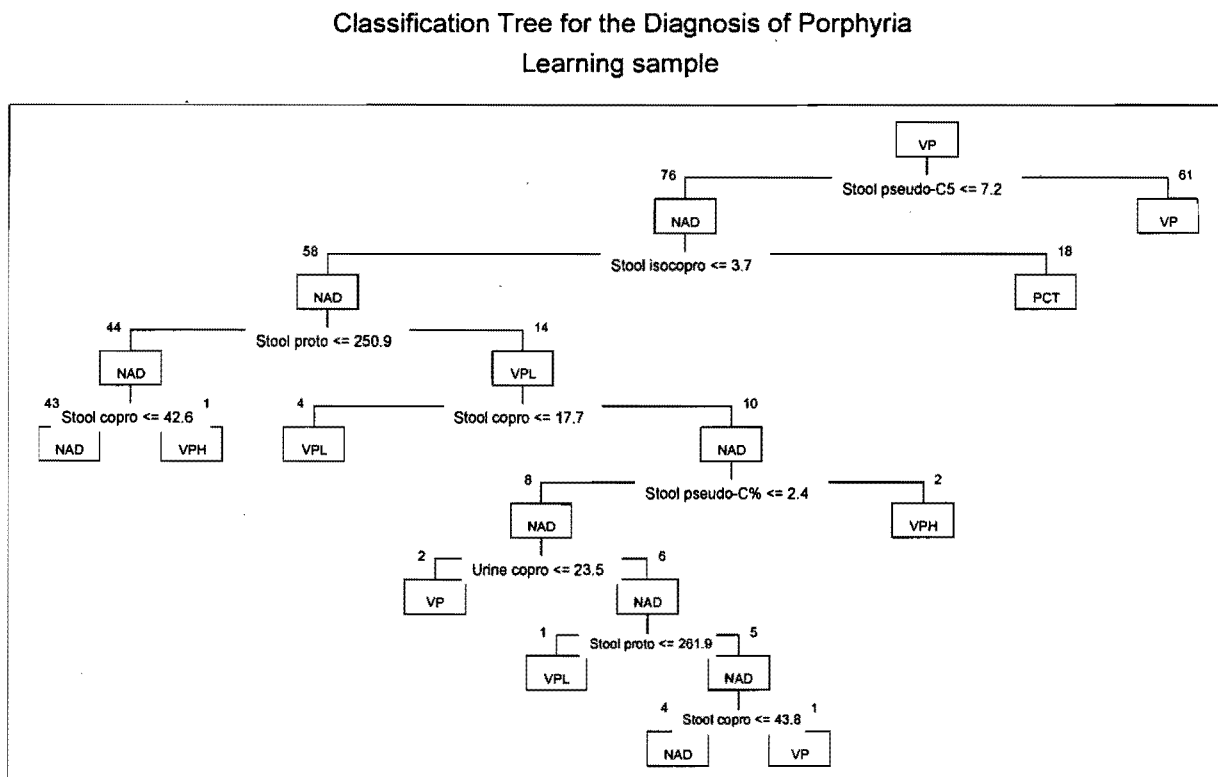 Classification Tree for the Diagnosis of Porphyria
Learning sample
VP
76 Stool pseudo-C5 <= 7.2 61
NAD VP
58 Stool isocopro <= 3.7 18
NAD PCT
44 Stool proto <= 250.9 14
NAD VPL
43 Stool copro <= 42.6 1 4 Stool copro <= 17.7 10
NAD VPH VPL NAD
8 Stool pseudo-C% <= 2.4 2
NAD VPH
2 Urine copro <= 23.5 6
VP NAD
1 Stool proto <= 261.9 5
VPL NAD
4 Stool copro <= 43.8 1
NAD VP